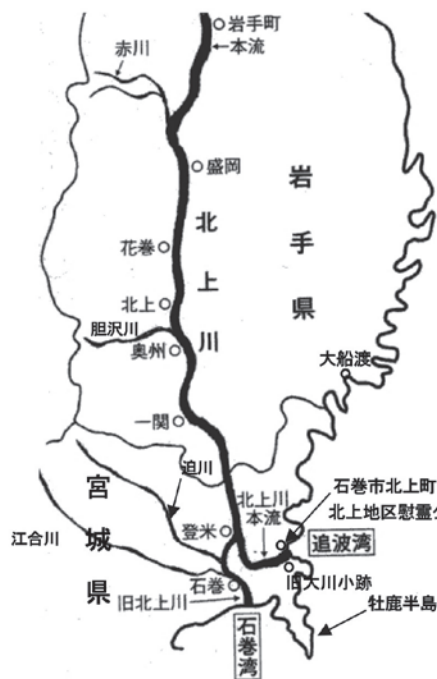 岩手町
本流
赤川
盛岡
岩手県
北上川
花巻
北上
胆沢川
奥州
大船渡
一関
迫川
宮城県
北上川
本流
石巻市北上町
北上地区慰霊
登米
追波湾
江合川
石巻
旧大川小跡
旧北上川
牡鹿半島
石巻湾